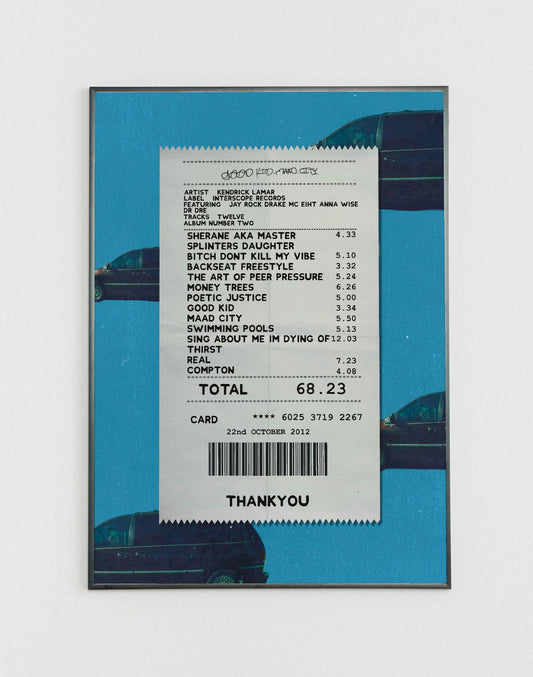 good kid, m.A.A.d city
ARTIST KENDRICK LAMAR
LABEL INTERSCOPE RECORDS
FEATURING JAY ROCK DRAKE MC EIHT ANNA WISE
DR DRE
TRACKS TWELVE
ALBUM NUMBER TWO
SHERANE AKA MASTER 4.33
SPLINTERS DAUGHTER
BITCH DONT KILL MY VIBE 5.10
BACKSEAT FREESTYLE 3.32
THE ART OF PEER PRESSURE 5.24
MONEY TREES 6.26
POETIC JUSTICE 5.00
GOOD KID 3.34
MAAD CITY 5.50
SWIMMING POOLS 5.13
SING ABOUT ME IM DYING OF 12.03
THIRST
REAL 7.23
COMPTON 4.08
TOTAL 68.23
CARD **** 6025 3719 2267
22nd OCTOBER 2012
THANKYOU